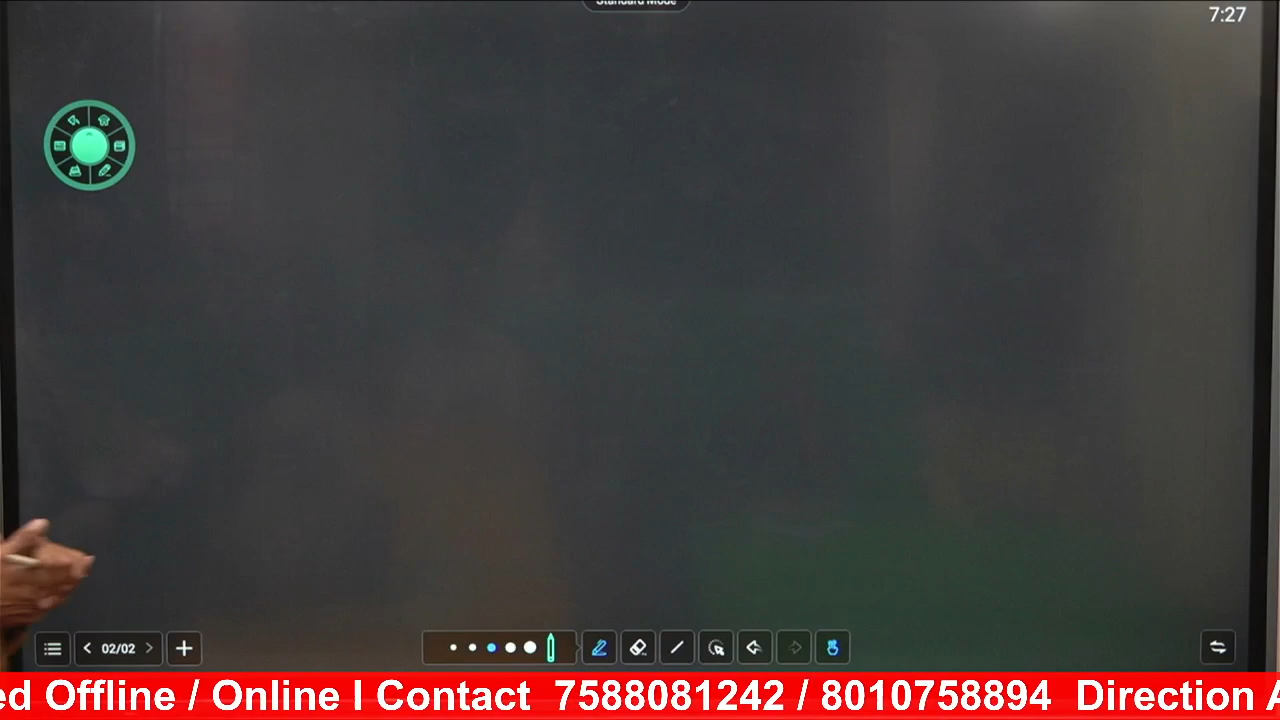 Standard Mode
7:27
02/02
ed Offline / Online I Contact 7588081242 / 8010758894 Direction A